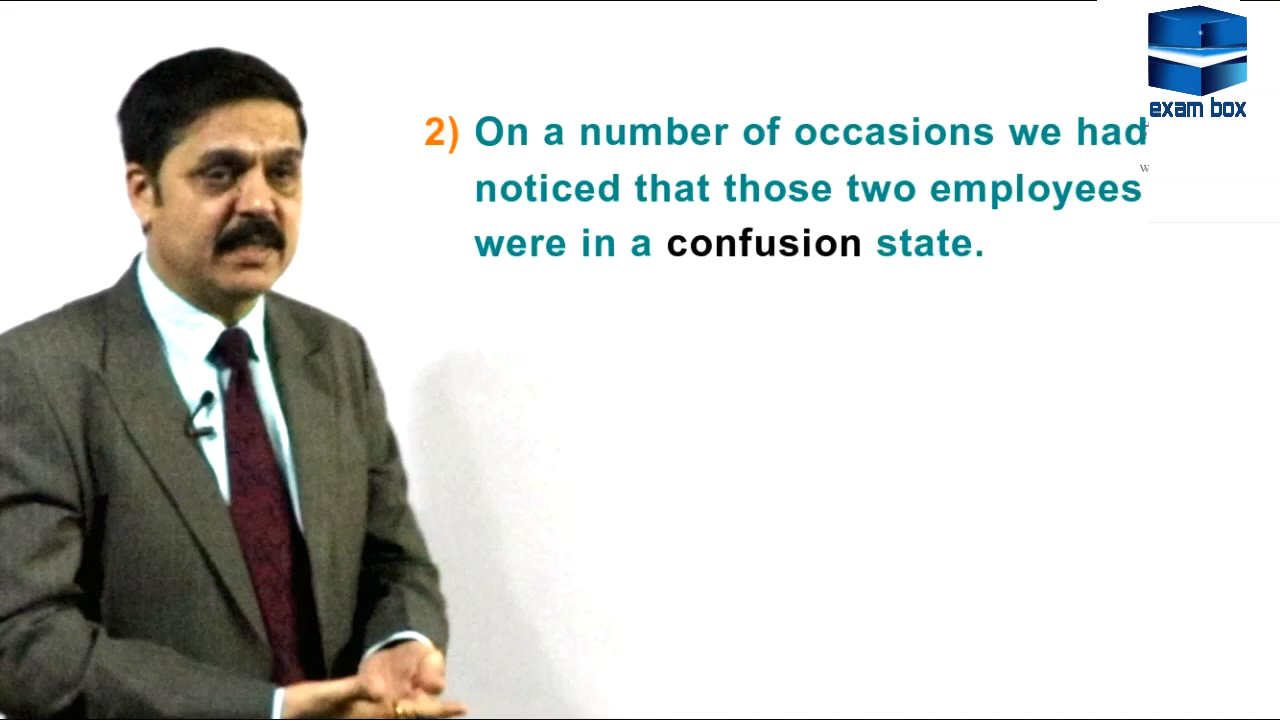 exam box
2) On a number of occasions we had
w
noticed that those two employees
were in a confusion state.